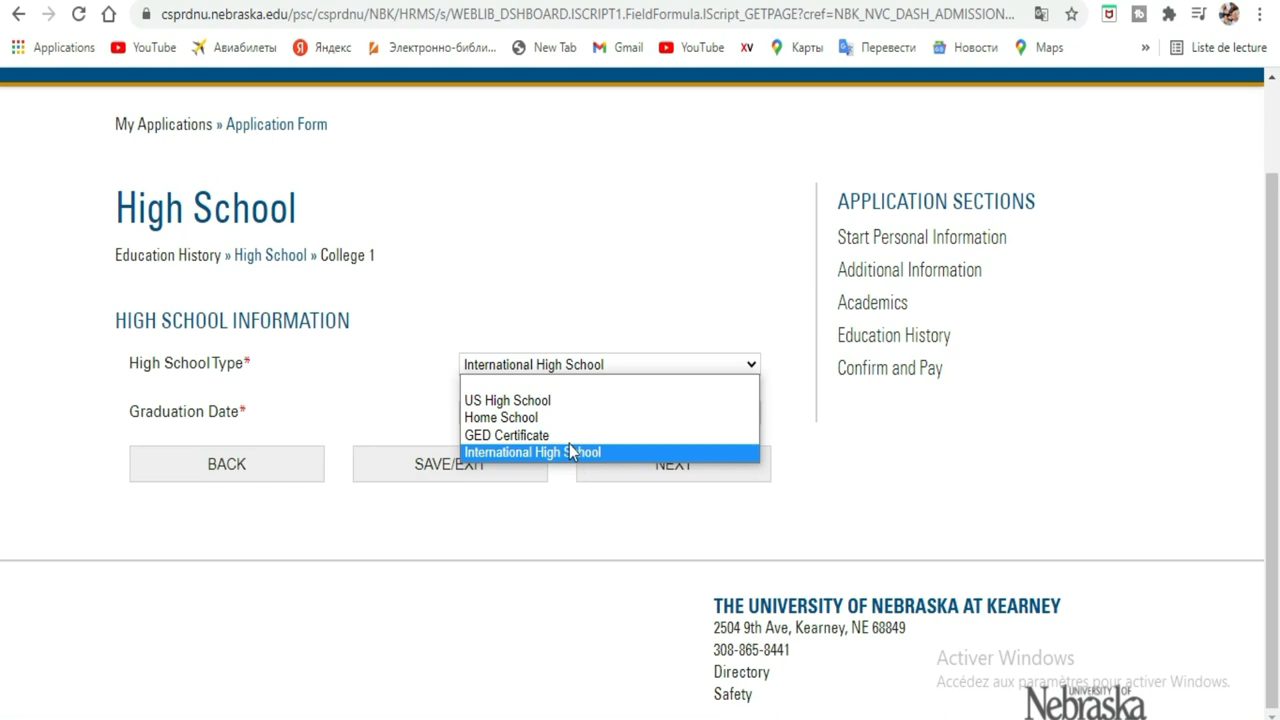 csprdnu.nebraska.edu/psc/csprdnu/NBK/HRMS/s/WEBLIB_DSHBOARD.ISCRIPT1.FieldFormula.IScript_GETPAGE?cref=NBK_NVC_DASH_ADMISSION...
Applications YouTube Авиабилеты Яндекс Электронно-библи... New Tab Gmail YouTube XV Карты Перевести Новости Maps » Liste de lecture
My Applications » Application Form
High School
Education History » High School » College 1
HIGH SCHOOL INFORMATION
High School Type*
International High School
US High School
Home School
GED Certificate
International High School
Graduation Date*
BACK
SAVE/EXIT
NEXT
APPLICATION SECTIONS
Start Personal Information
Additional Information
Academics
Education History
Confirm and Pay
THE UNIVERSITY OF NEBRASKA AT KEARNEY
2504 9th Ave, Kearney, NE 68849
308-865-8441
Directory
Safety
Activer Windows
Accédez aux paramètres pour activer Windows.
UNIVERSITY OF
Nebraska